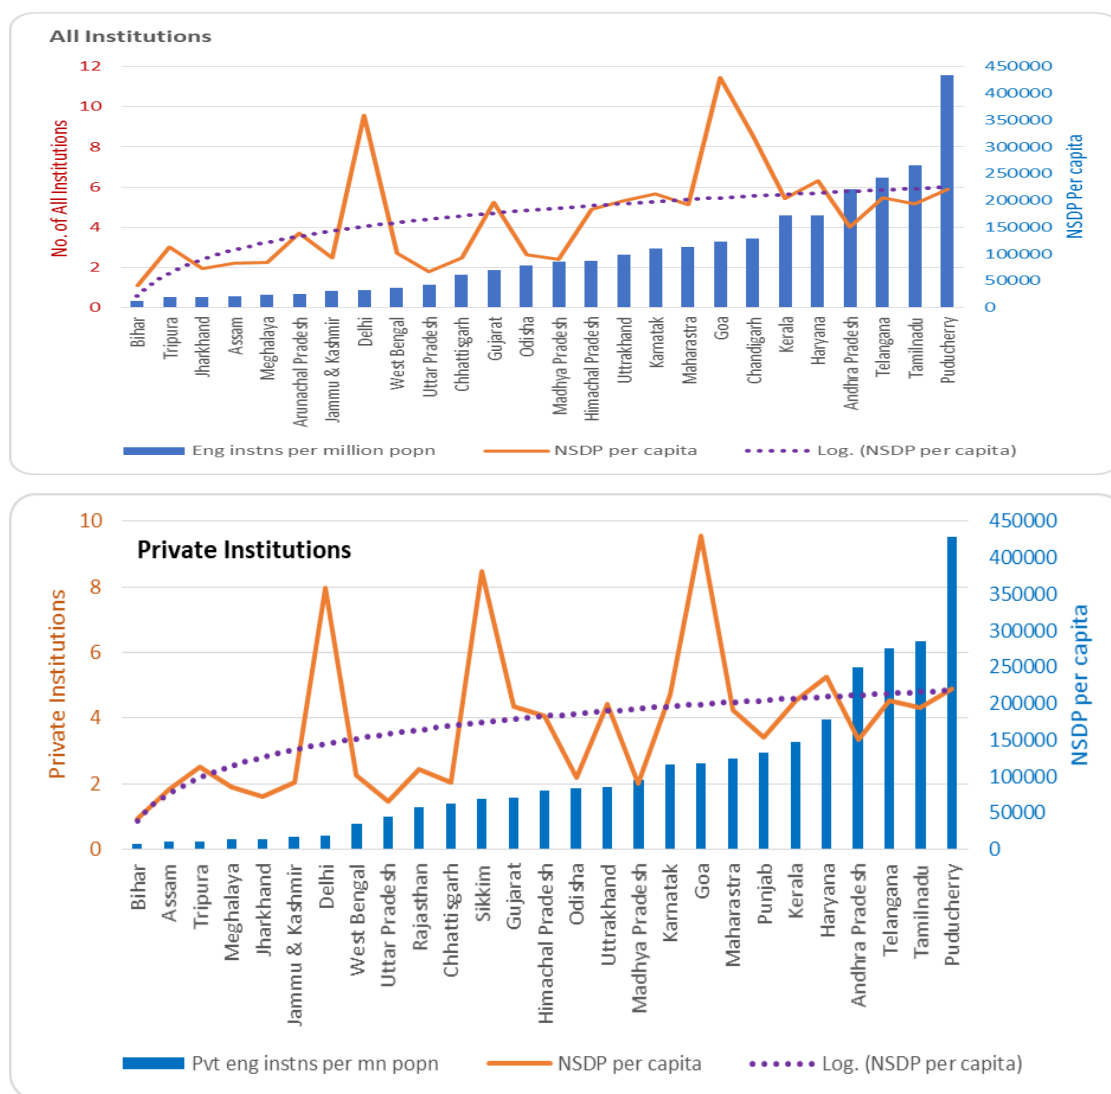 All Institutions
No. of All Institutions
12
10
8
6
4
2
0
450000
400000
350000
300000
250000
200000
150000
100000
50000
0
NSDP Per capita
Bihar
Tripura
Jharkhand
Assam
Meghalaya
Arunachal Pradesh
Jammu & Kashmir
Delhi
West Bengal
Uttar Pradesh
Chhattisgarh
Gujarat
Odisha
Madhya Pradesh
Himachal Pradesh
Uttrakhand
Karnatak
Maharastra
Goa
Chandigarh
Kerala
Haryana
Andhra Pradesh
Telangana
Tamilnadu
Puducherry
Eng instns per million popn NSDP per capita Log. (NSDP per capita)
Private Institutions
Private Institutions
10
8
6
4
2
0
450000
400000
350000
300000
250000
200000
150000
100000
50000
0
NSDP per capita
Bihar
Assam
Tripura
Meghalaya
Jharkhand
Jammu & Kashmir
Delhi
West Bengal
Uttar Pradesh
Rajasthan
Chhattisgarh
Sikkim
Gujarat
Himachal Pradesh
Odisha
Uttrakhand
Madhya Pradesh
Karnatak
Goa
Maharastra
Punjab
Kerala
Haryana
Andhra Pradesh
Telangana
Tamilnadu
Puducherry
Pvt eng instns per mn popn NSDP per capita Log. (NSDP per capita)